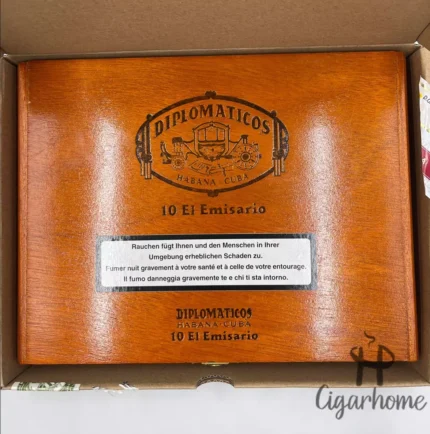 DIPLOMATICOS
HABANA-CUBA
10 El Emisario
Rauchen fügt Ihnen und den Menschen in Ihrer
Umgebung erheblichen Schaden zu.
Fumer nuit gravement à votre santé et à celle de votre entourage.
Il fumo danneggia gravemente te e chi ti sta intorno.
DIPLOMATICOS
HABANA-CUBA
10 El Emisario
Cigarhome